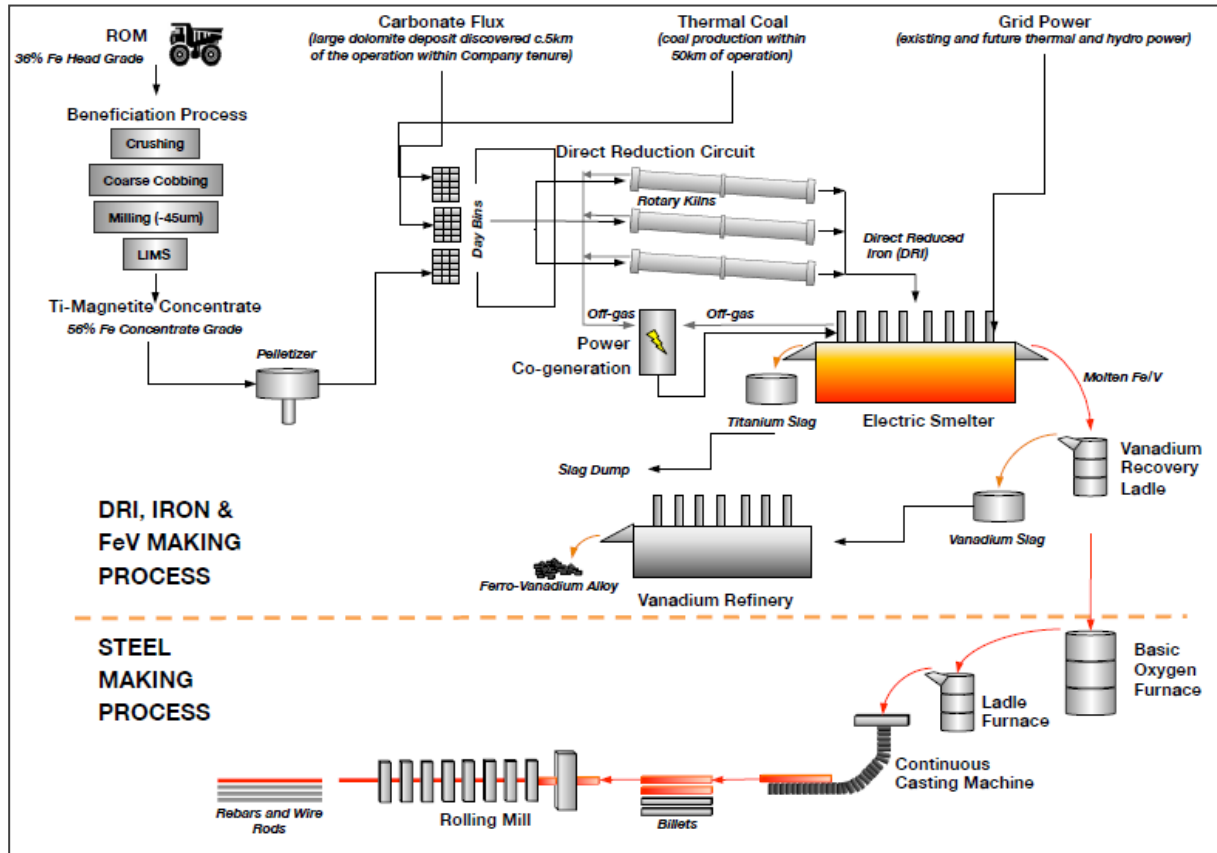 ROM
36% Fe Head Grade
Carbonate Flux
(large dolomite deposit discovered c.5km
of the operation within Company tenure)
Thermal Coal
(coal production within
50km of operation)
Grid Power
(existing and future thermal and hydro power)
Beneficiation Process
Crushing
Coarse Cobbing
Milling (-45um)
LIMS
Ti-Magnetite Concentrate
56% Fe Concentrate Grade
Pelletizer
Day Bins
Direct Reduction Circuit
Rotary Kilns
Direct Reduced
Iron (DRI)
Off-gas
Off-gas
Power
Co-generation
Titanium Slag
Electric Smelter
Molten Fe/V
Slag Dump
Vanadium
Recovery
Ladle
Vanadium Slag
DRI, IRON &
FeV MAKING
PROCESS
Ferro-Vanadium Alloy
Vanadium Refinery
STEEL
MAKING
PROCESS
Basic
Oxygen
Furnace
Ladle
Furnace
Continuous
Casting Machine
Billets
Rolling Mill
Rebars and Wire
Rods